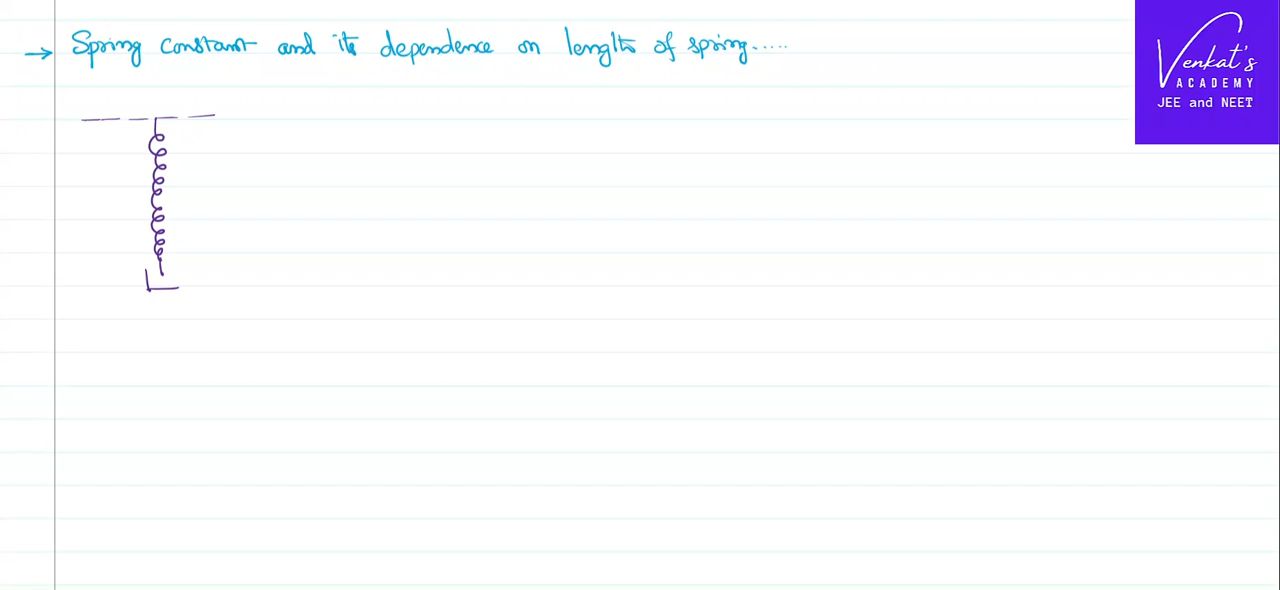 → Spring constant and its dependence on length of spring.....
Venkat's
ACADEMY
JEE and NEET